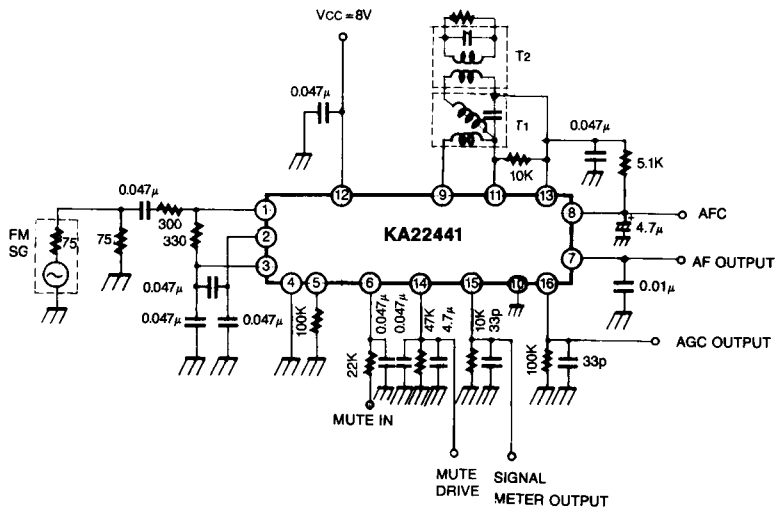 VCC=8V
T2
0.047μ
T1
0.047μ
10K
5.1K
0.047μ
12
9
11
13
300
330
1
8
AFC
FM
SG
75
75
2
KA22441
4.7μ
3
7
AF OUTPUT
0.047μ
4
5
6
14
15
10
16
0.01μ
0.047μ
0.047μ
100K
0.047μ
0.047μ
47K
4.7μ
10K
33p
AGC OUTPUT
22K
100K
33p
MUTE IN
MUTE
DRIVE
SIGNAL
METER OUTPUT